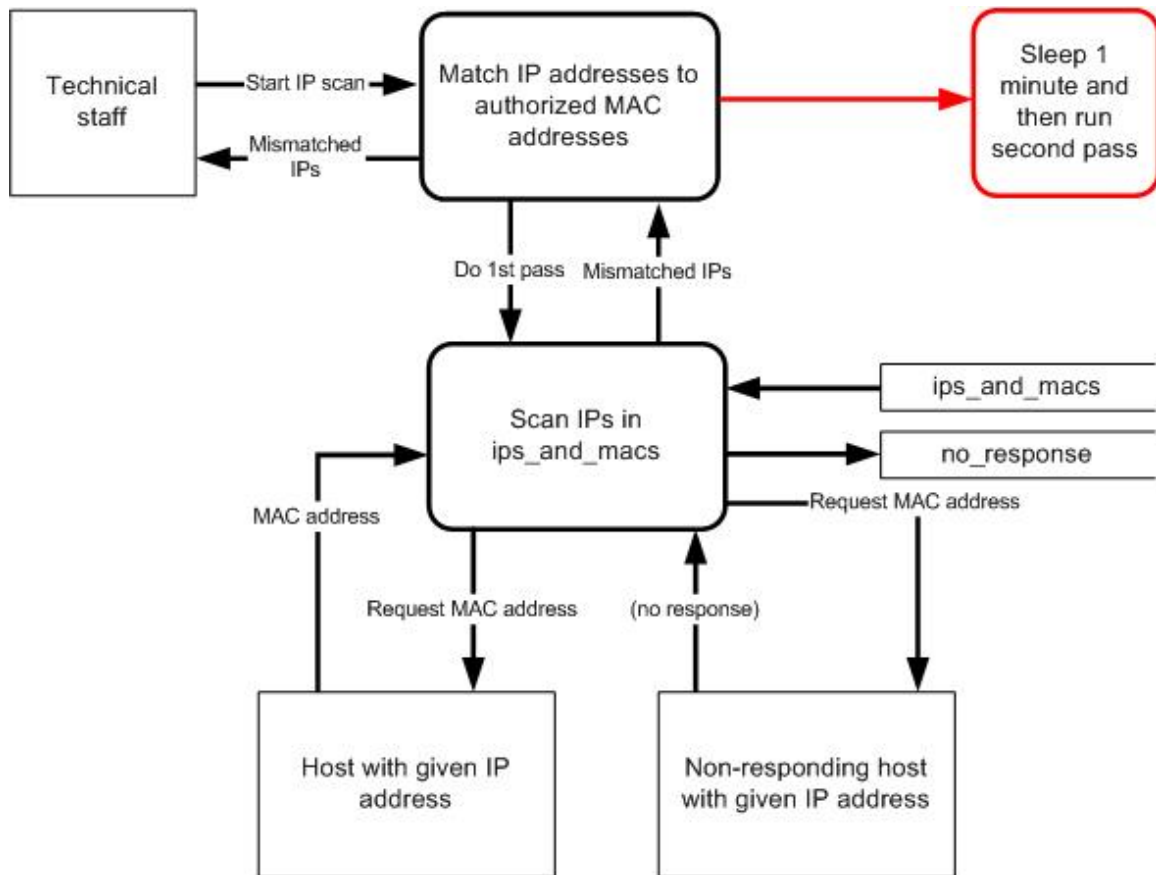 Technical
staff
Start IP scan
Mismatched
IPs
Match IP addresses to
authorized MAC
addresses
Sleep 1
minute and
then run
second pass
Do 1st pass
Mismatched IPs
Scan IPs in
ips_and_macs
ips_and_macs
no_response
Request MAC address
MAC address
Request MAC address
(no response)
Host with given IP
address
Non-responding host
with given IP address